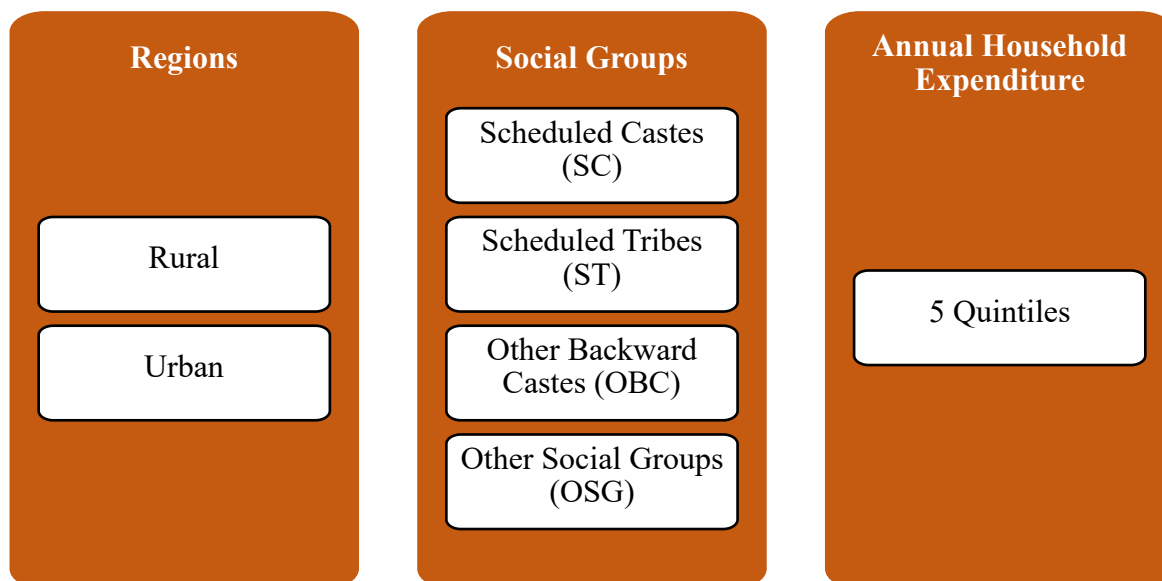 Regions
Rural
Urban
Social Groups
Scheduled Castes
(SC)
Scheduled Tribes
(ST)
Other Backward
Castes (OBC)
Other Social Groups
(OSG)
Annual Household
Expenditure
5 Quintiles